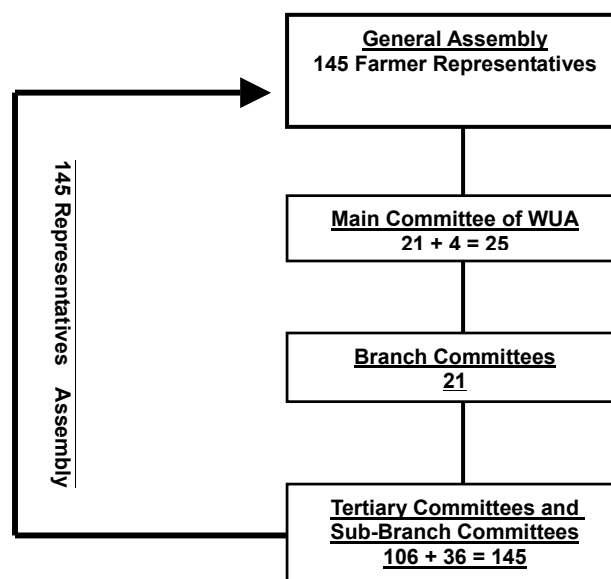 General Assembly
145 Farmer Representatives
145 Representatives Assembly
Main Committee of WUA
21 + 4 = 25
Branch Committees
21
Tertiary Committees and
Sub-Branch Committees
106 + 36 = 145